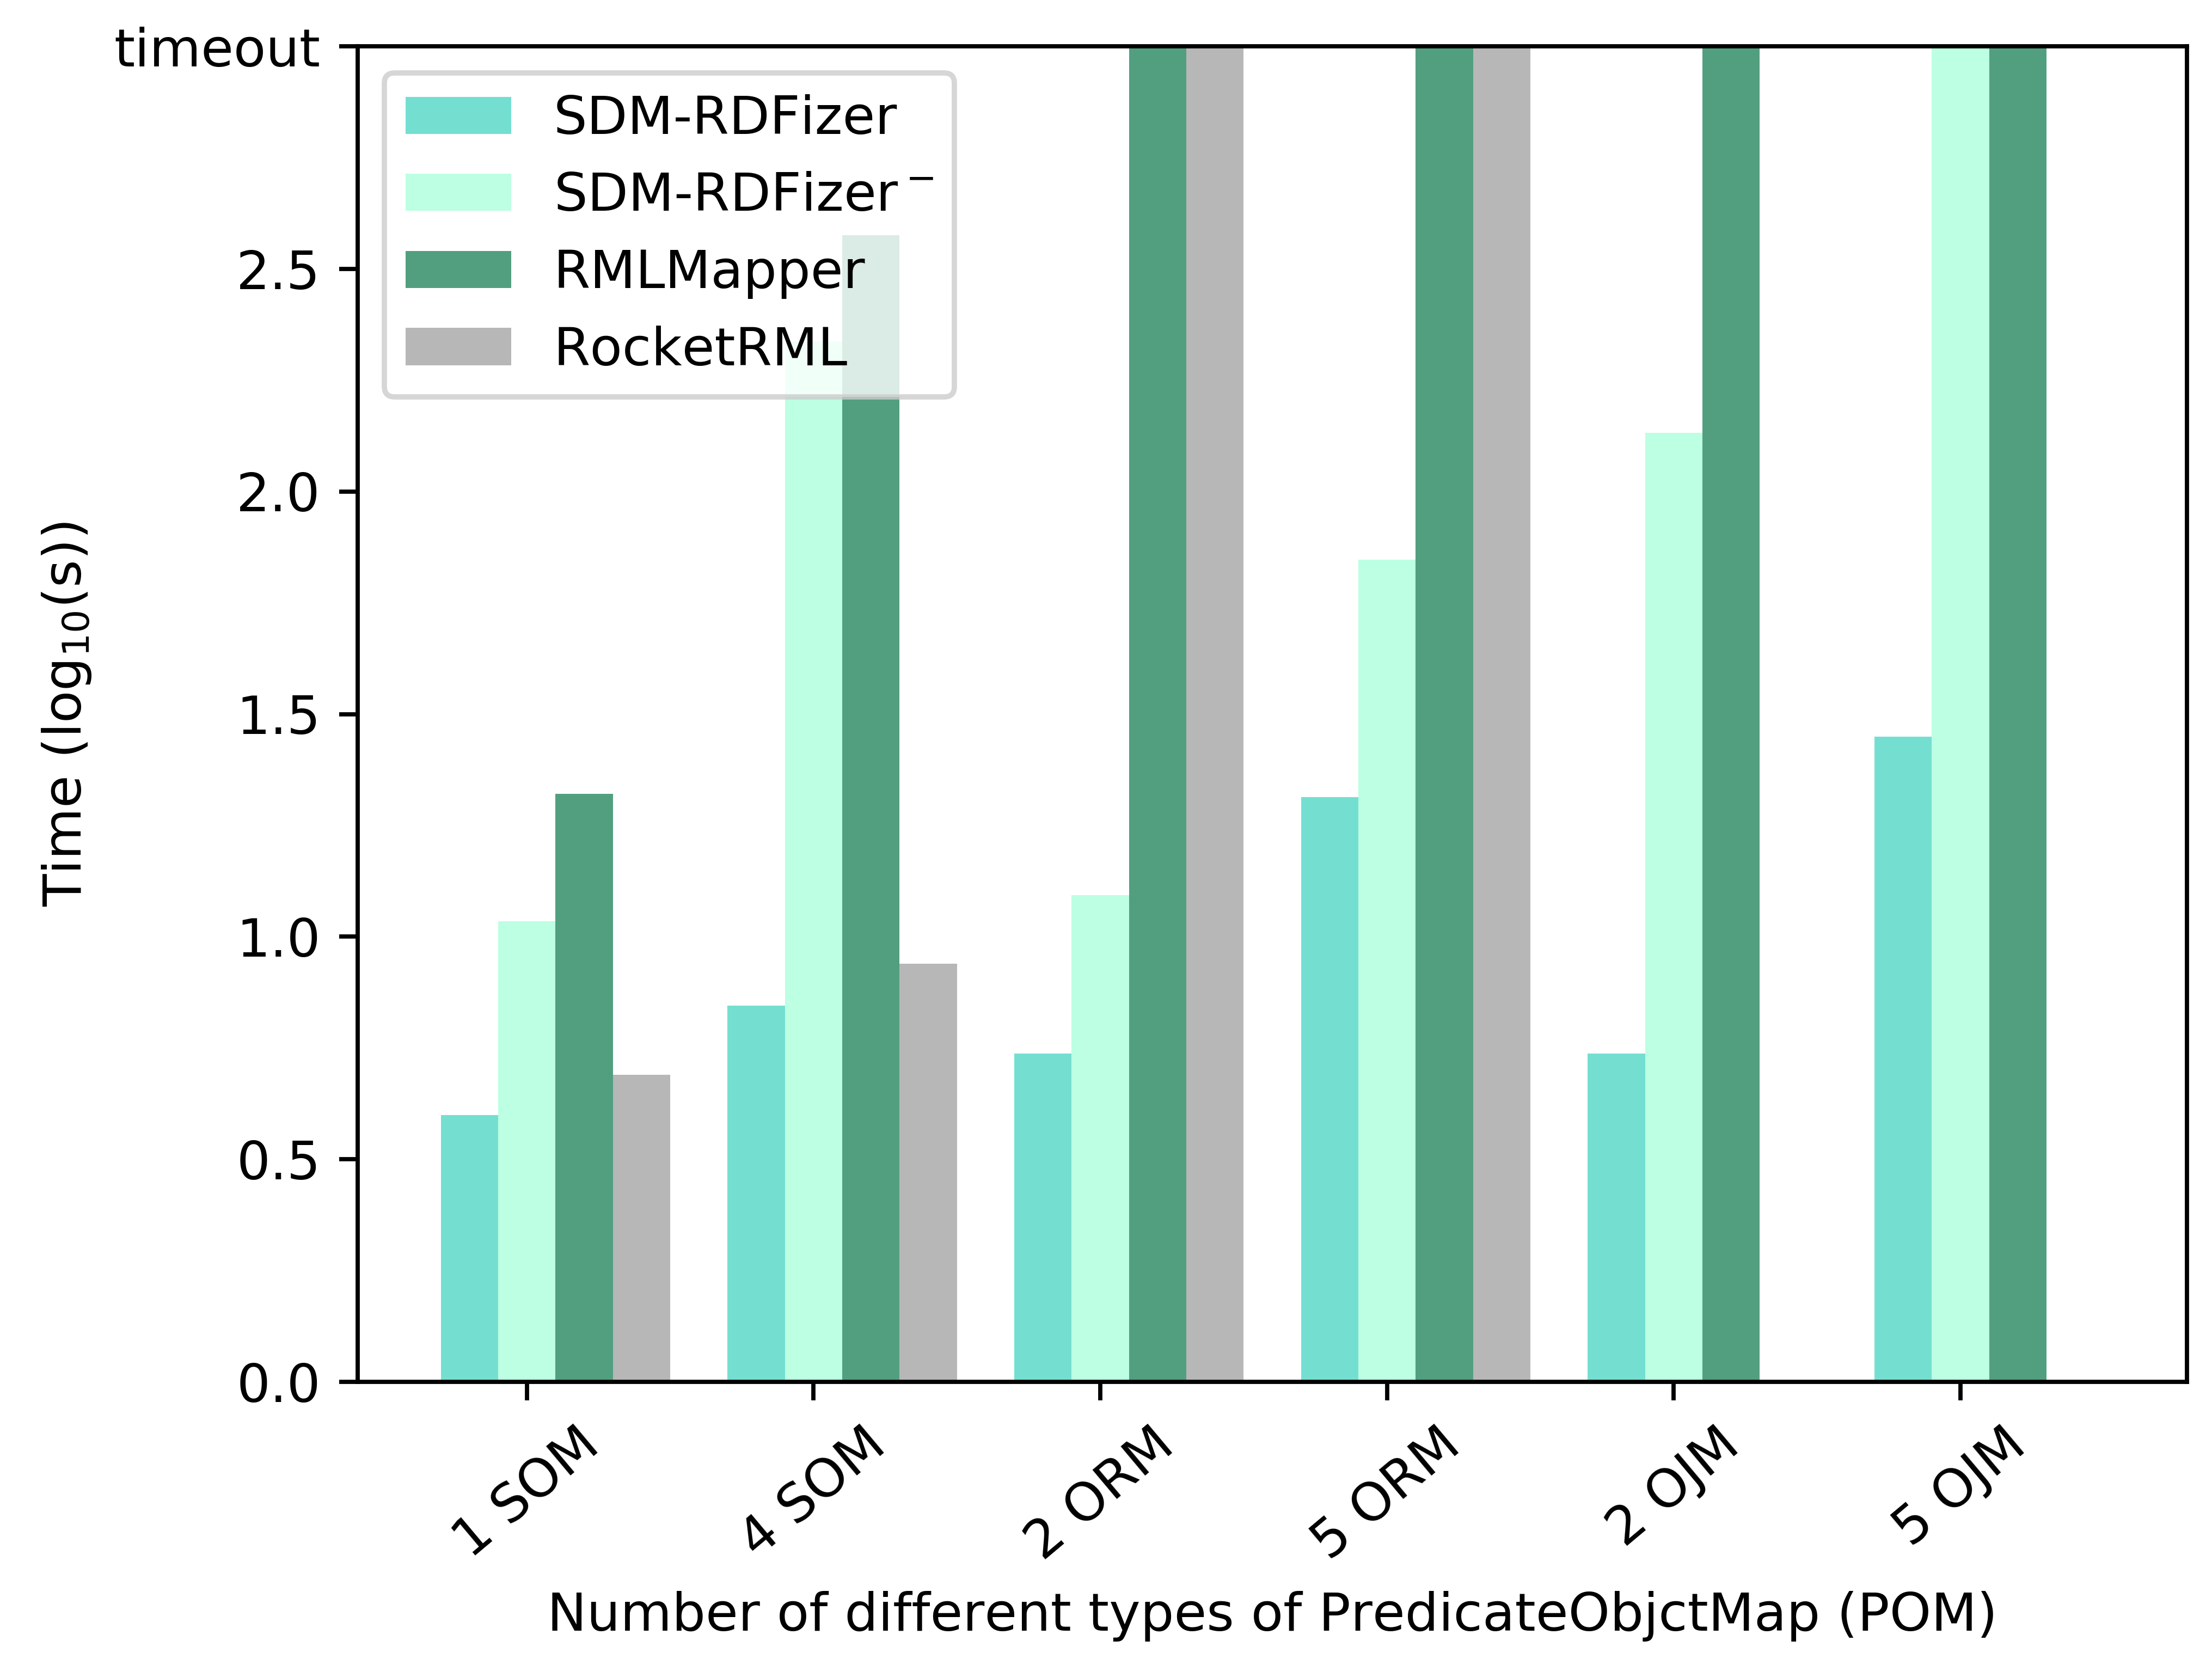 timeout
SDM-RDFizer
SDM-RDFizer⁻
RMLMapper
RocketRML
2.5
2.0
1.5
1.0
0.5
0.0
Time (log₁₀(s))
1 SOM
4 SOM
2 ORM
5 ORM
2 OJM
5 OJM
Number of different types of PredicateObjctMap (POM)